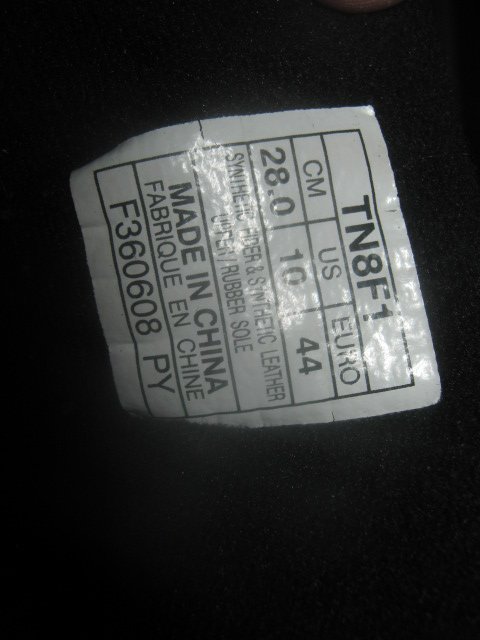 TN8F1
CM US EURO
28.0 10 44
SYNTHETIC FIBER & SYNTHETIC LEATHER
UPPER / RUBBER SOLE
MADE IN CHINA
FABRIQUE EN CHINE
F360608 PY